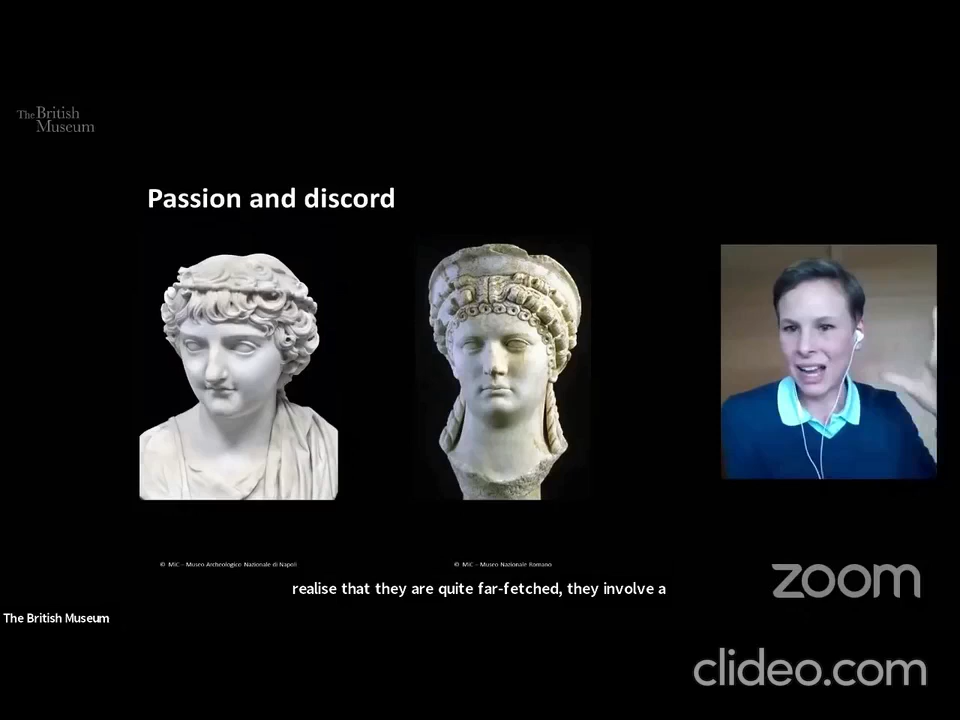 The British
Museum
Passion and discord
© MiC – Museo Archeologico Nazionale di Napoli
© MiC – Museo Nazionale Romano
realise that they are quite far-fetched, they involve a
zoom
The British Museum
clideo.com